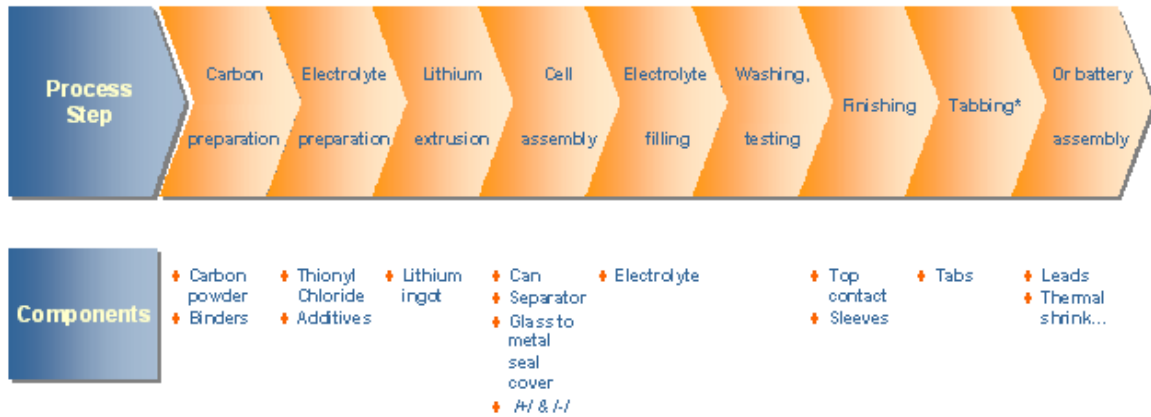 Process
Step
Carbon
preparation
Electrolyte
preparation
Lithium
extrusion
Cell
assembly
Electrolyte
filling
Washing,
testing
Finishing
Tabbing*
Or battery
assembly
Components
Carbon
powder
Binders
Thionyl
Chloride
Additives
Lithium
ingot
Can
Separator
Glass to
metal
seal
cover
/+/ & /-/
Electrolyte
Top
contact
Sleeves
Tabs
Leads
Thermal
shrink...